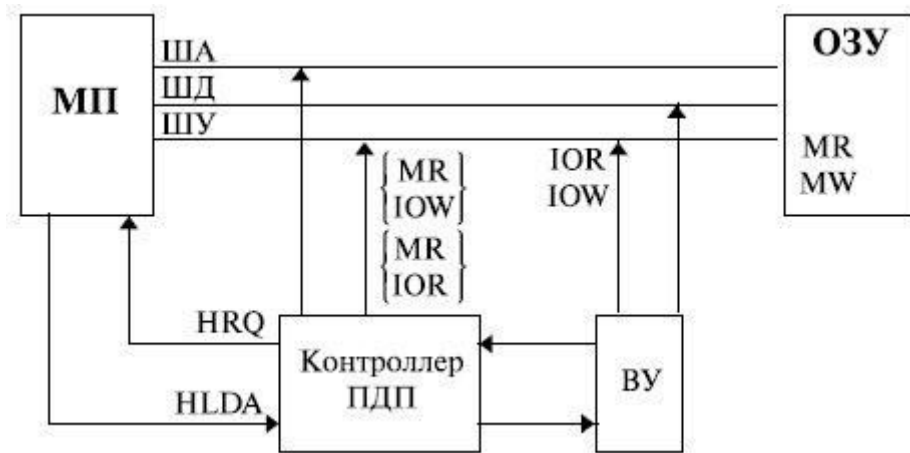 МП
ША
ШД
ШУ
ОЗУ
MR
MW
MR
IOW
MR
IOR
IOR
IOW
HRQ
HLDA
Контроллер
ПДП
ВУ